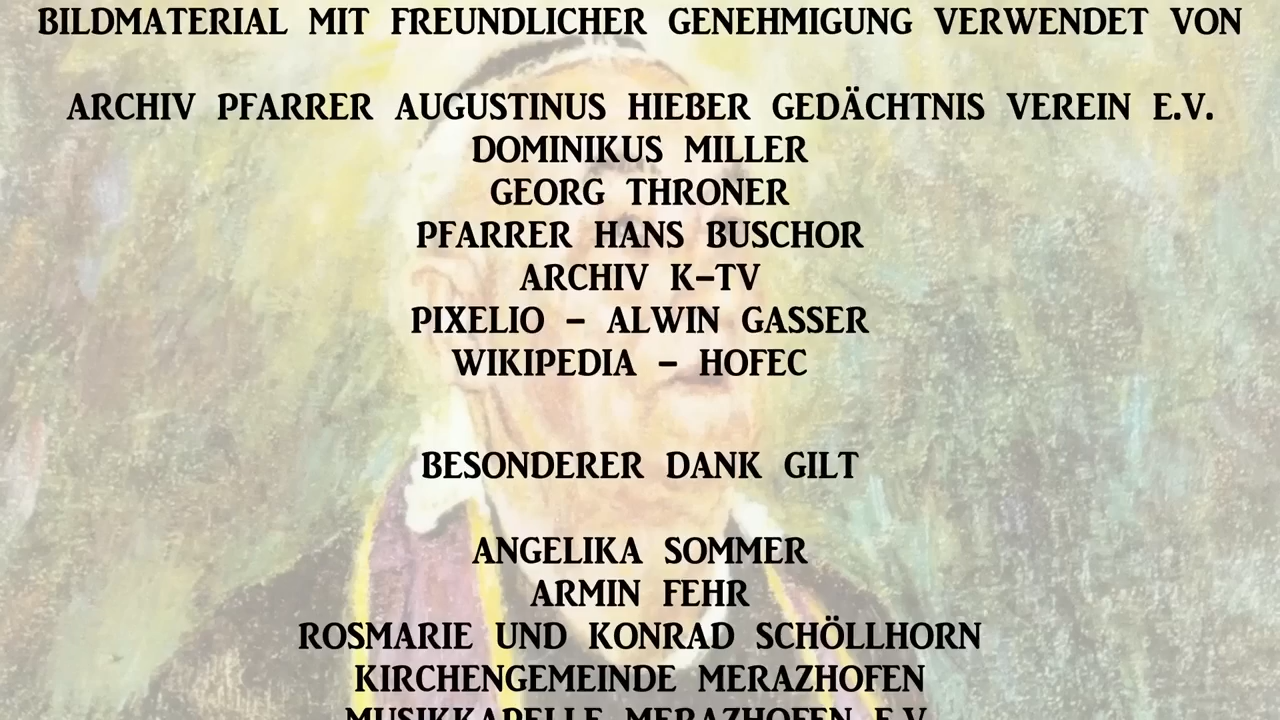 BILDMATERIAL MIT FREUNDLICHER GENEHMIGUNG VERWENDET VON
ARCHIV PFARRER AUGUSTINUS HIEBER GEDÄCHTNIS VEREIN E.V.
DOMINIKUS MILLER
GEORG THRONER
PFARRER HANS BUSCHOR
ARCHIV K–TV
PIXELIO – ALWIN GASSER
WIKIPEDIA – HOFEC
BESONDERER DANK GILT
ANGELIKA SOMMER
ARMIN FEHR
ROSMARIE UND KONRAD SCHÖLLHORN
KIRCHENGEMEINDE MERAZHOFEN
MUSIKKAPELLE MERAZHOFEN E.V.